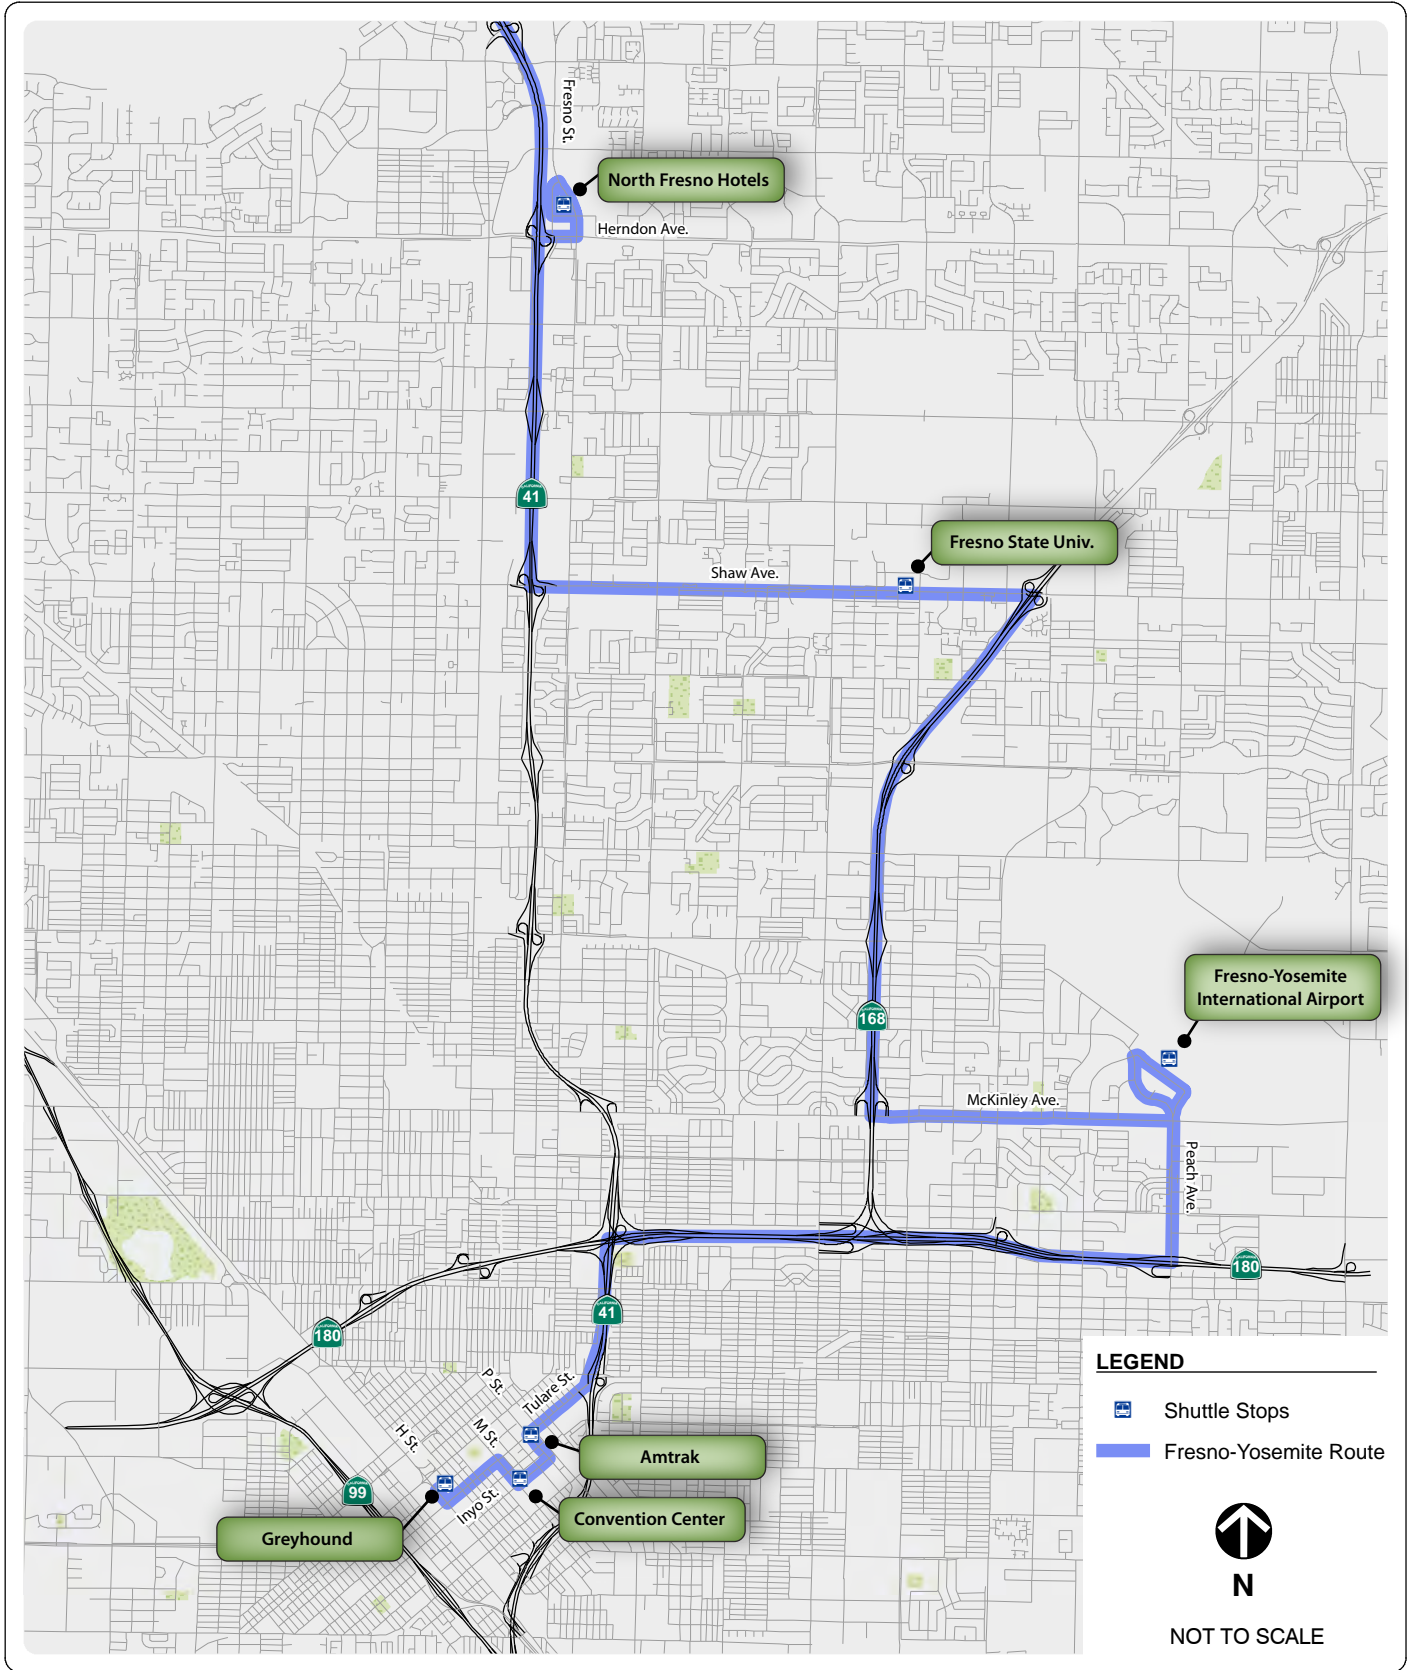 Fresno St.
North Fresno Hotels
Herndon Ave.
41
Fresno State Univ.
Shaw Ave.
Fresno-Yosemite
International Airport
168
McKinley Ave.
Peach Ave.
180
41
180
P St.
Tulare St.
M St.
H St.
Amtrak
99
Inyo St.
Convention Center
Greyhound
LEGEND
Shuttle Stops
Fresno-Yosemite Route
N
NOT TO SCALE